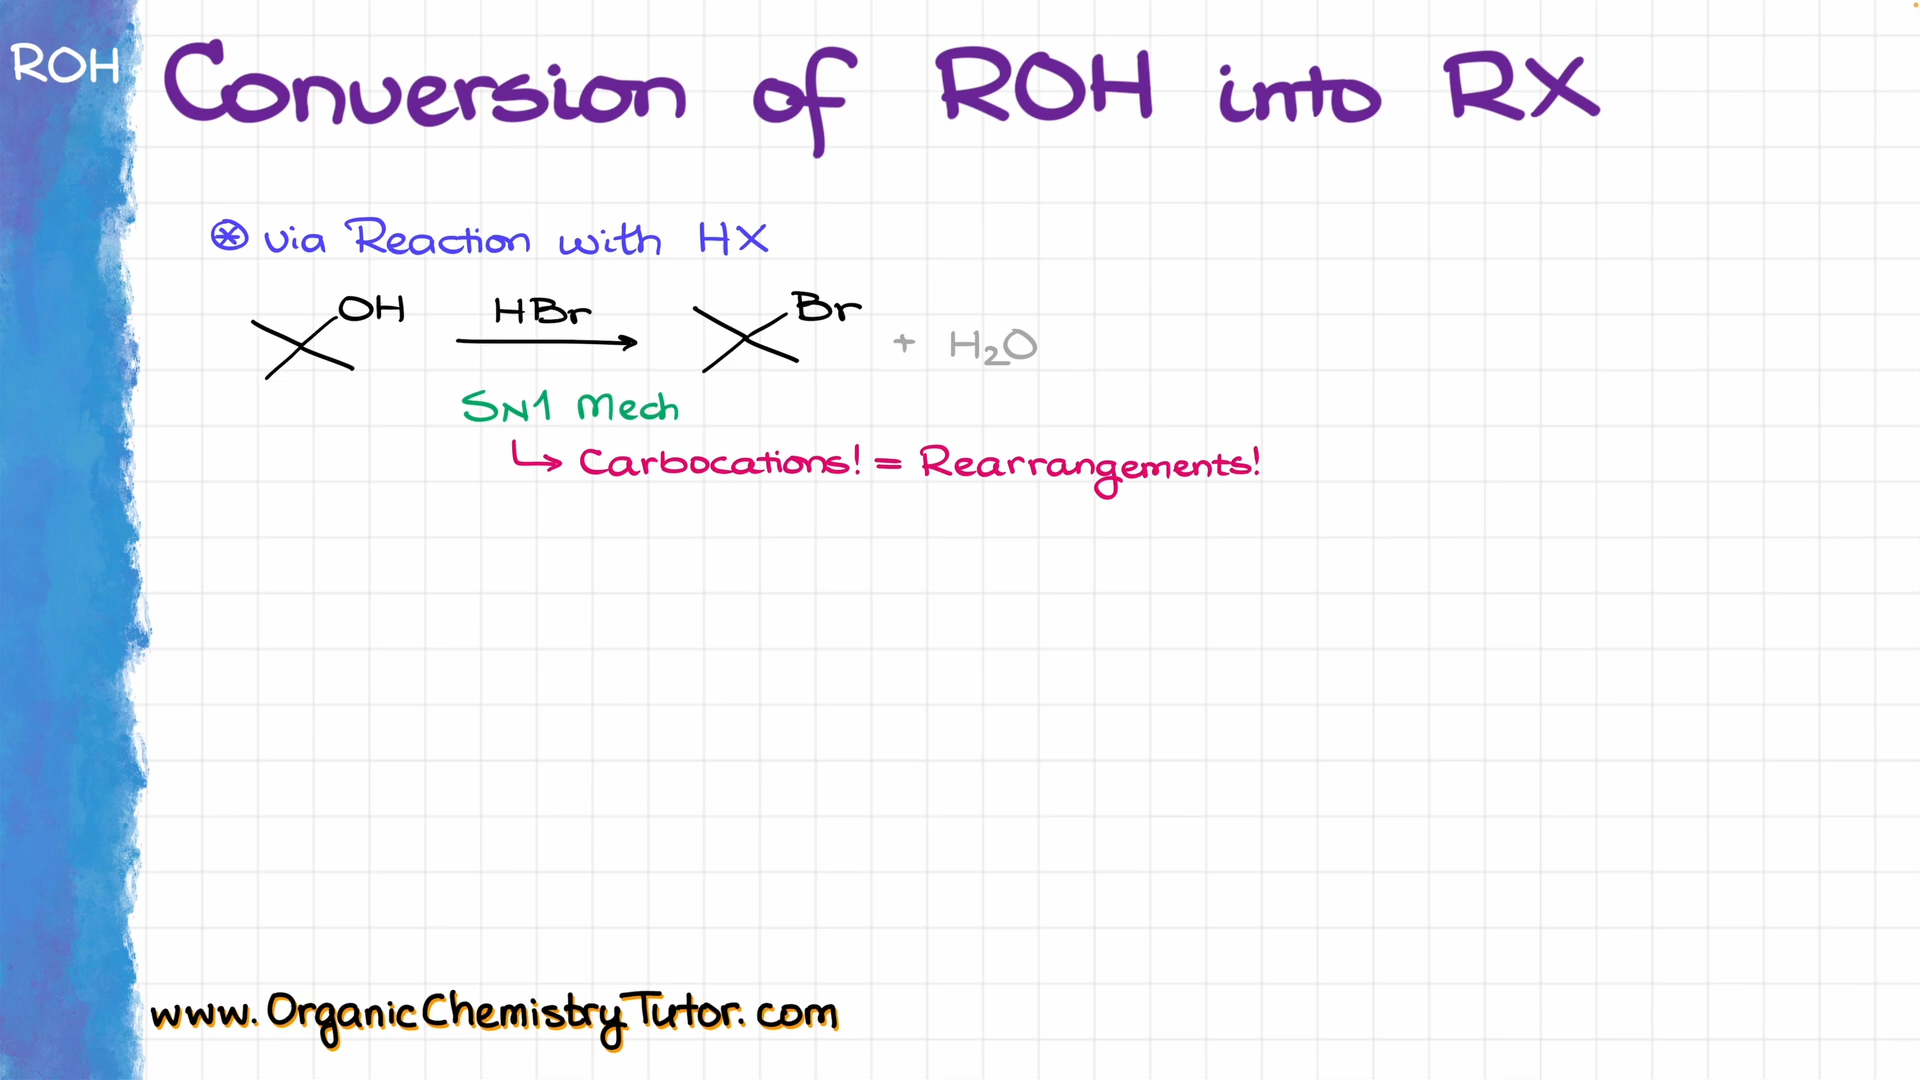 ROH
Conversion of ROH into RX
⊛ via Reaction with HX
OH HBr Br + H₂O
SN1 Mech
↳ Carbocations! = Rearrangements!
www.OrganicChemistryTutor.com